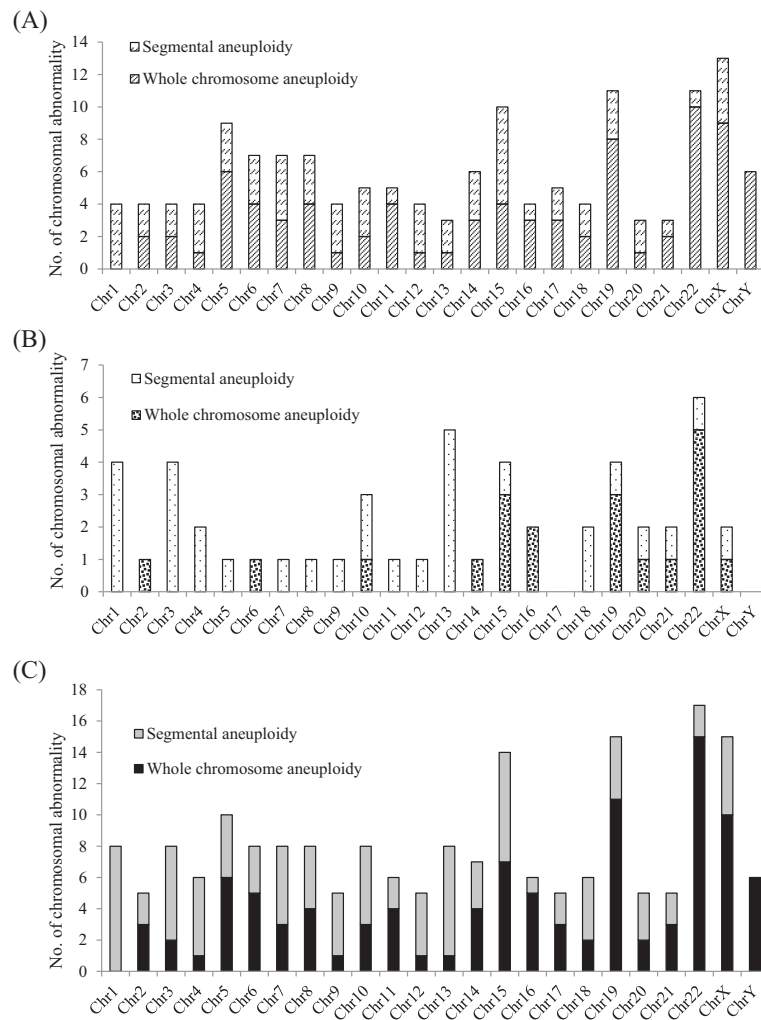 (A)
Segmental aneuploidy
Whole chromosome aneuploidy
No. of chromosomal abnormality
14
12
10
8
6
4
2
0
Chr1 Chr2 Chr3 Chr4 Chr5 Chr6 Chr7 Chr8 Chr9 Chr10 Chr11 Chr12 Chr13 Chr14 Chr15 Chr16 Chr17 Chr18 Chr19 Chr20 Chr21 Chr22 ChrX ChrY
(B)
Segmental aneuploidy
Whole chromosome aneuploidy
No. of chromosomal abnormality
7
6
5
4
3
2
1
0
Chr1 Chr2 Chr3 Chr4 Chr5 Chr6 Chr7 Chr8 Chr9 Chr10 Chr11 Chr12 Chr13 Chr14 Chr15 Chr16 Chr17 Chr18 Chr19 Chr20 Chr21 Chr22 ChrX ChrY
(C)
Segmental aneuploidy
Whole chromosome aneuploidy
No. of chromosomal abnormality
18
16
14
12
10
8
6
4
2
0
Chr1 Chr2 Chr3 Chr4 Chr5 Chr6 Chr7 Chr8 Chr9 Chr10 Chr11 Chr12 Chr13 Chr14 Chr15 Chr16 Chr17 Chr18 Chr19 Chr20 Chr21 Chr22 ChrX ChrY